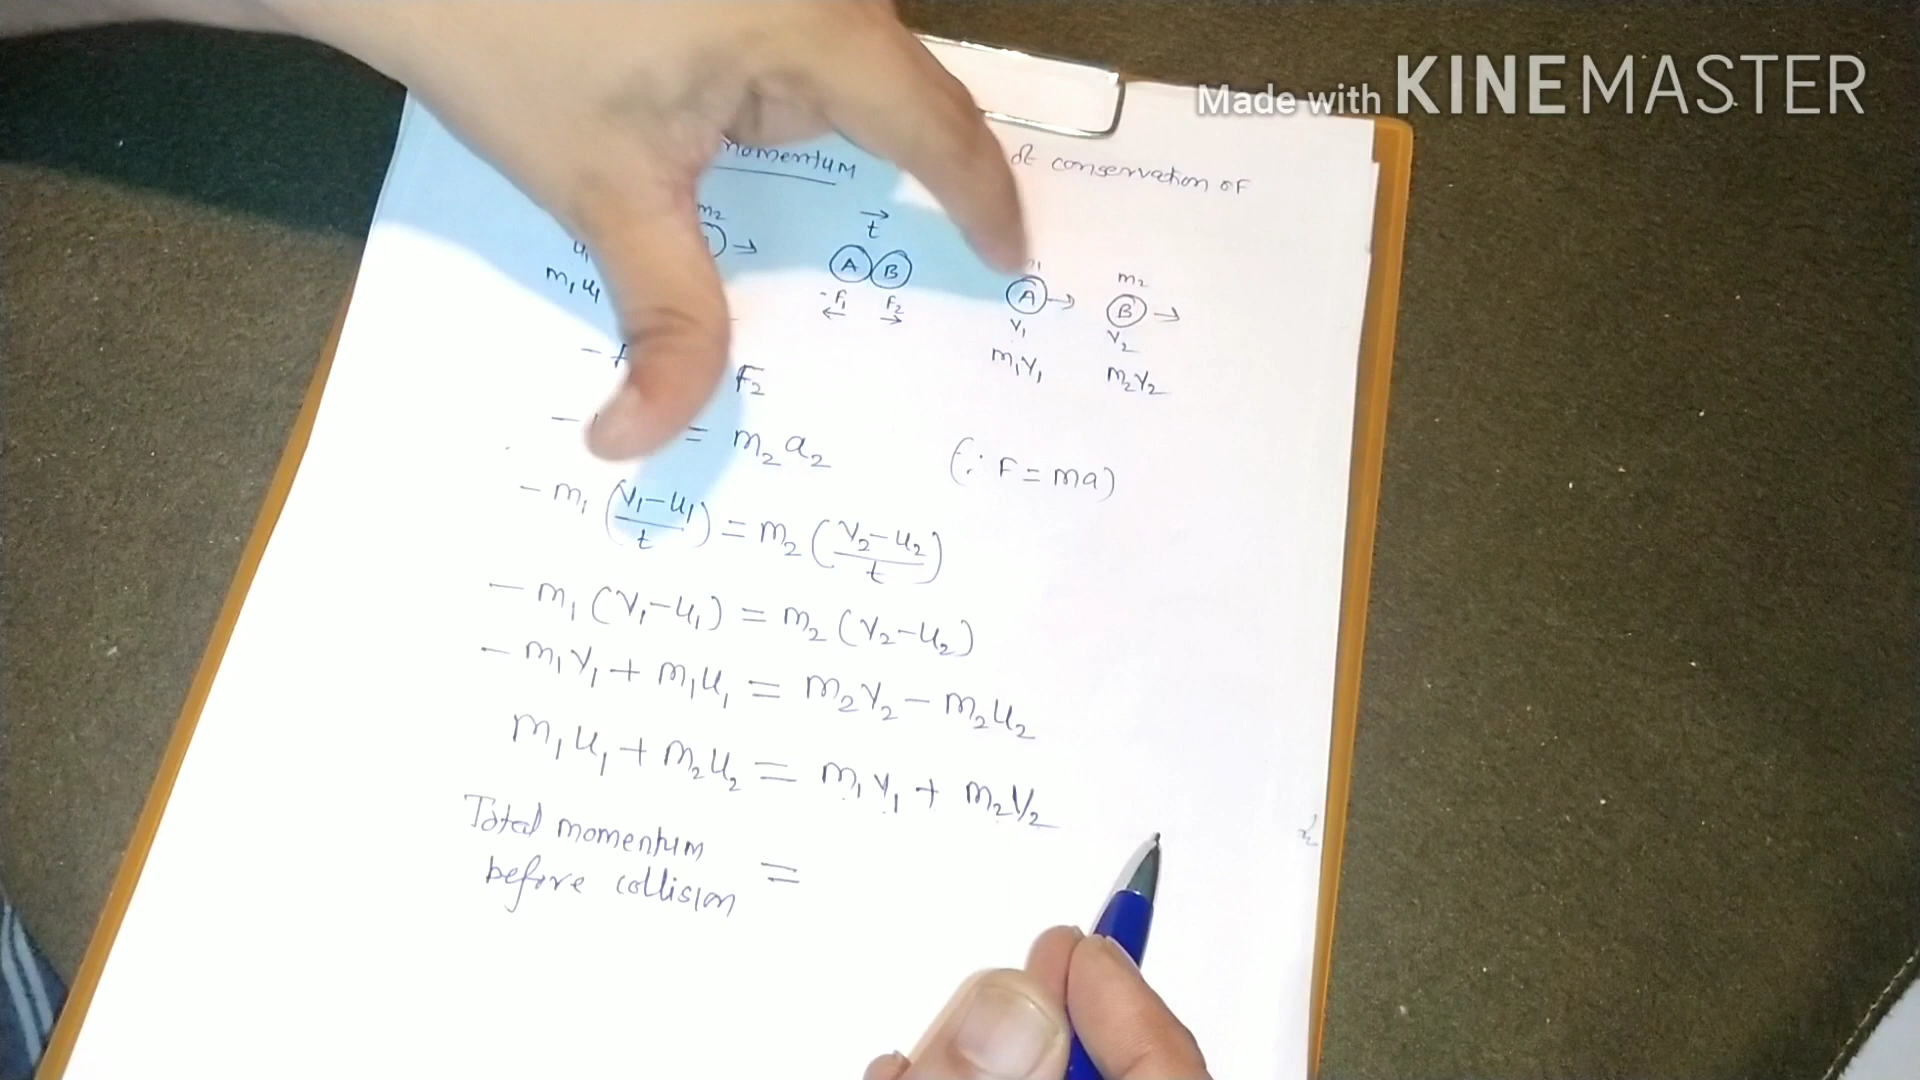 Made with KINEMASTER
of conservation of
momentum
m₂
t
A B
-F₁ F₂
u₁
m₁u₁
A
v₁
m₁v₁
m₂
B
v₂
m₂v₂
F₂
= m₂a₂ (∵ F = ma)
- m₁ (v₁-u₁/t) = m₂ (v₂-u₂/t)
- m₁ (v₁-u₁) = m₂ (v₂-u₂)
- m₁v₁ + m₁u₁ = m₂v₂ - m₂u₂
m₁u₁ + m₂u₂ = m₁v₁ + m₂v₂
Total momentum
before collision =